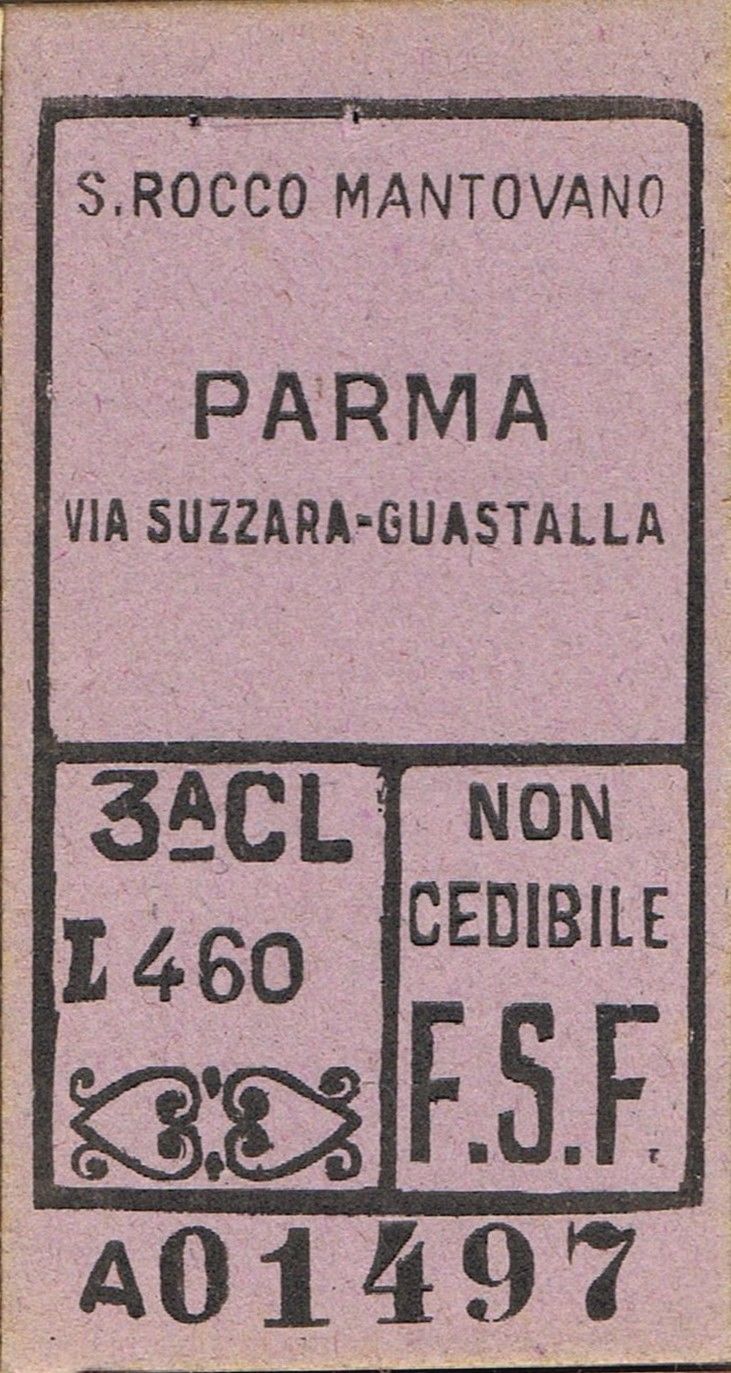 S. ROCCO MANTOVANO
PARMA
VIA SUZZARA-GUASTALLA
3ᴬ CL
L 460
NON
CEDIBILE
F.S.F.
A01497